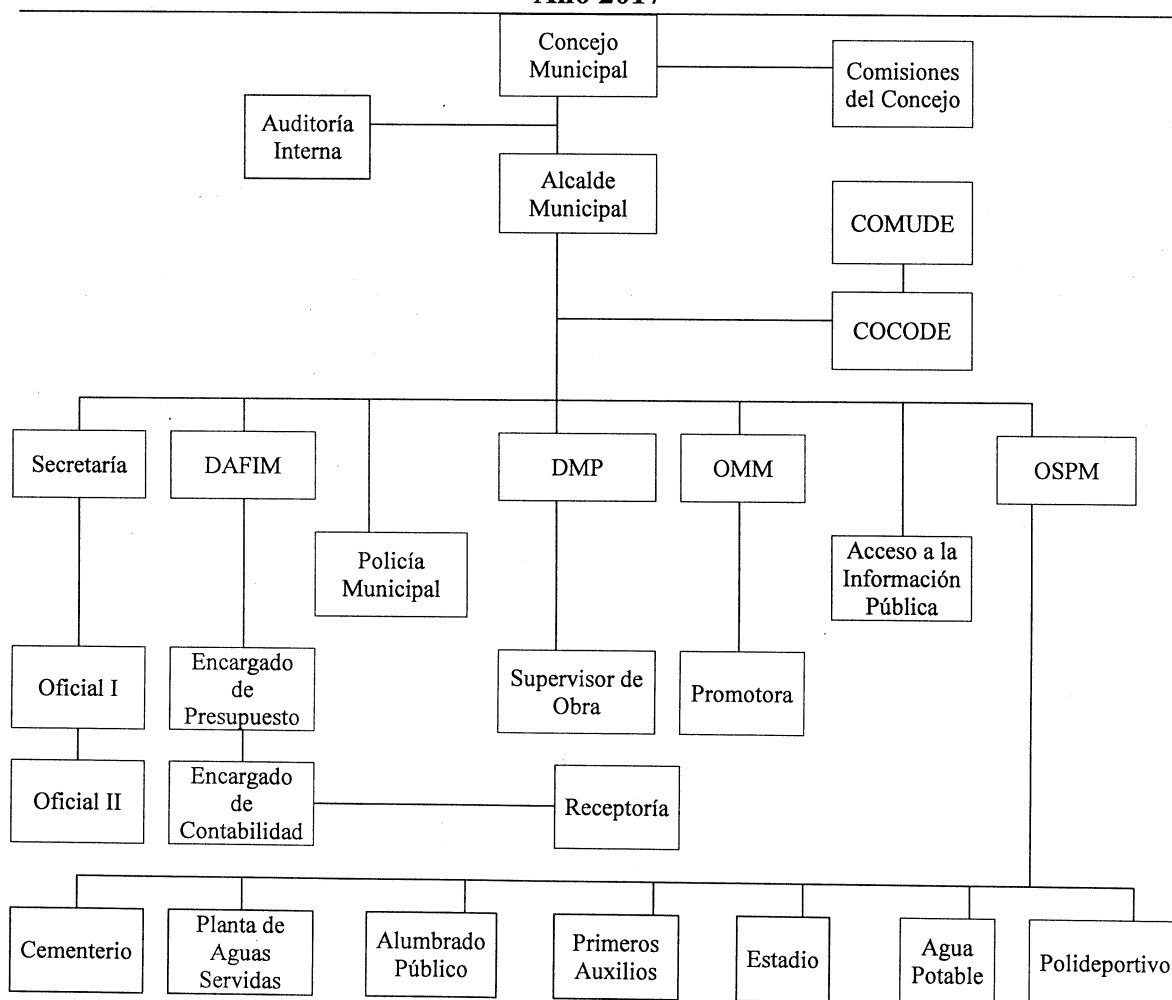 Año 2017
Concejo
Municipal
Comisiones
del Concejo
Auditoría
Interna
Alcalde
Municipal
COMUDE
COCODE
Secretaría
DAFIM
DMP
OMM
OSPM
Policía
Municipal
Acceso a la
Información
Pública
Oficial I
Encargado
de
Presupuesto
Supervisor de
Obra
Promotora
Oficial II
Encargado
de
Contabilidad
Receptoría
Cementerio
Planta de
Aguas
Servidas
Alumbrado
Público
Primeros
Auxilios
Estadio
Agua
Potable
Polideportivo